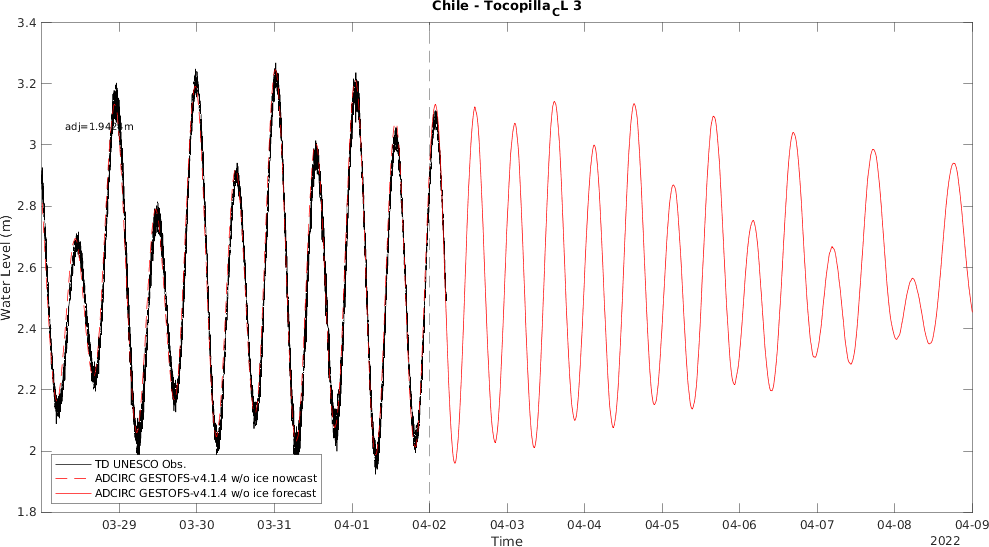 Chile - Tocopilla_CL 3
3.4
3.2
3
2.8
2.6
2.4
2.2
2
1.8
Water Level (m)
TD UNESCO Obs.
ADCIRC GESTOFS-v4.1.4 w/o ice nowcast
ADCIRC GESTOFS-v4.1.4 w/o ice forecast
03-29 03-30 03-31 04-01 04-02 04-03 04-04 04-05 04-06 04-07 04-08 04-09
Time
2022